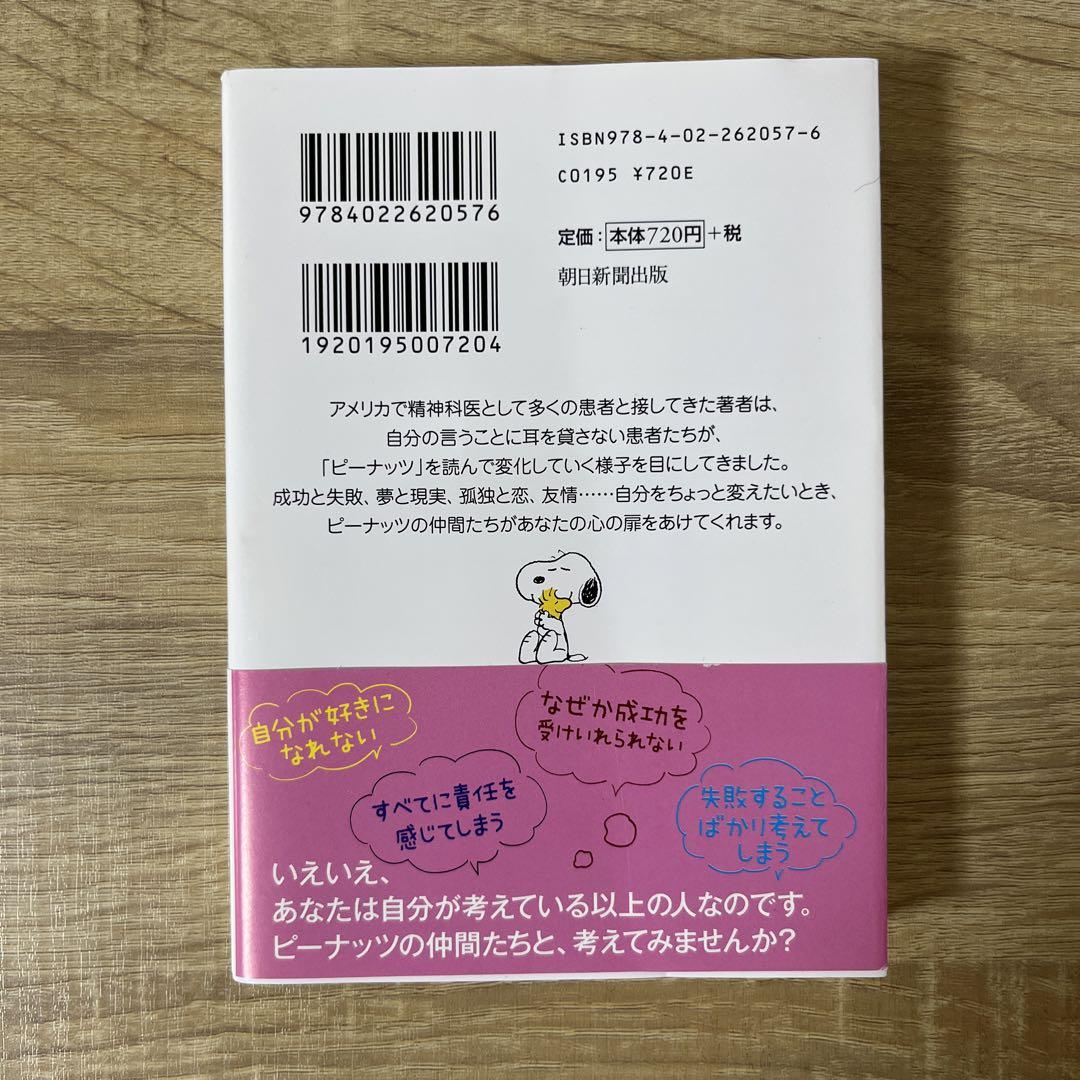 9784022620576
ISBN978-4-02-262057-6
C0195 ¥720E
定価：本体720円+税
朝日新聞出版
1920195007204
アメリカで精神科医として多くの患者と接してきた著者は、
自分の言うことに耳を貸さない患者たちが、
「ピーナッツ」を読んで変化していく様子を目にしてきました。
成功と失敗、夢と現実、孤独と恋、友情……自分をちょっと変えたいとき、
ピーナッツの仲間たちがあなたの心の扉をあけてくれます。
自分が好きに
なれない
なぜか成功を
受けいれられない
すべてに責任を
感じてしまう
失敗すること
ばかり考えて
しまう
いえいえ、
あなたは自分が考えている以上の人なのです。
ピーナッツの仲間たちと、考えてみませんか?